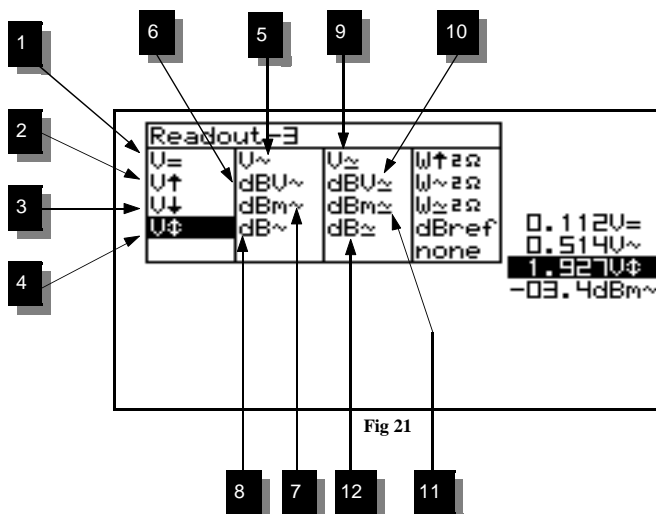 6 5 9 10
1
2
3
4
Readout-3
V= V~ V≃ W↑2Ω
V↑ dBV~ dBV≃ W~2Ω
V↓ dBm~ dBm≃ W≃2Ω
V⇕ dB~ dB≃ dBref
none
0.112V=
0.514V~
1.927V⇕
-03.4dBm~
Fig 21
8 7 12 11